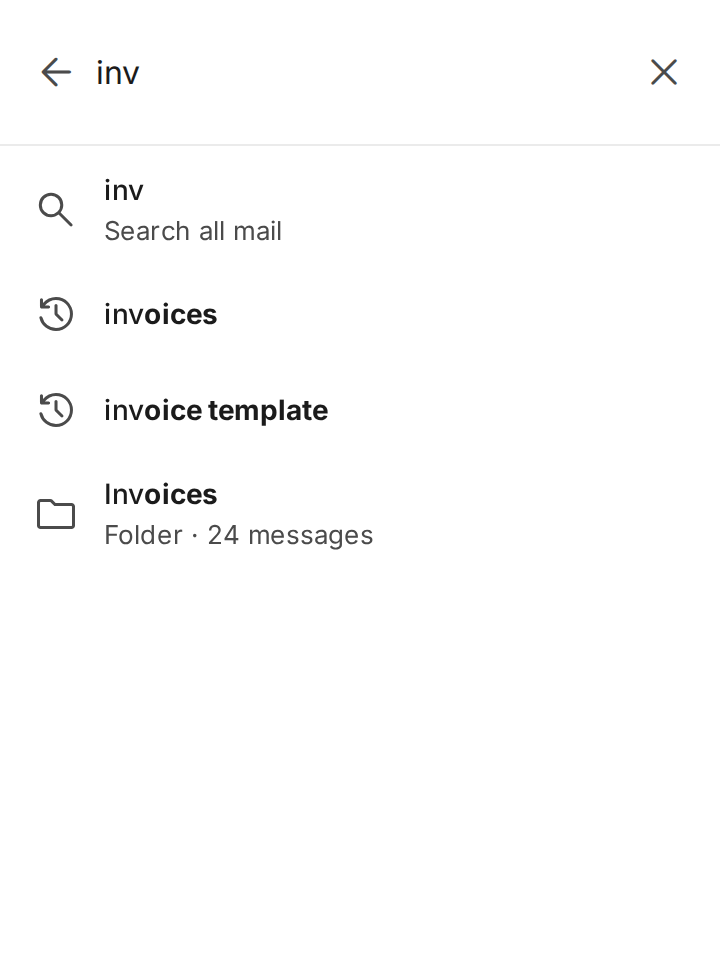 inv
inv
Search all mail
invoices
invoice template
Invoices
Folder · 24 messages